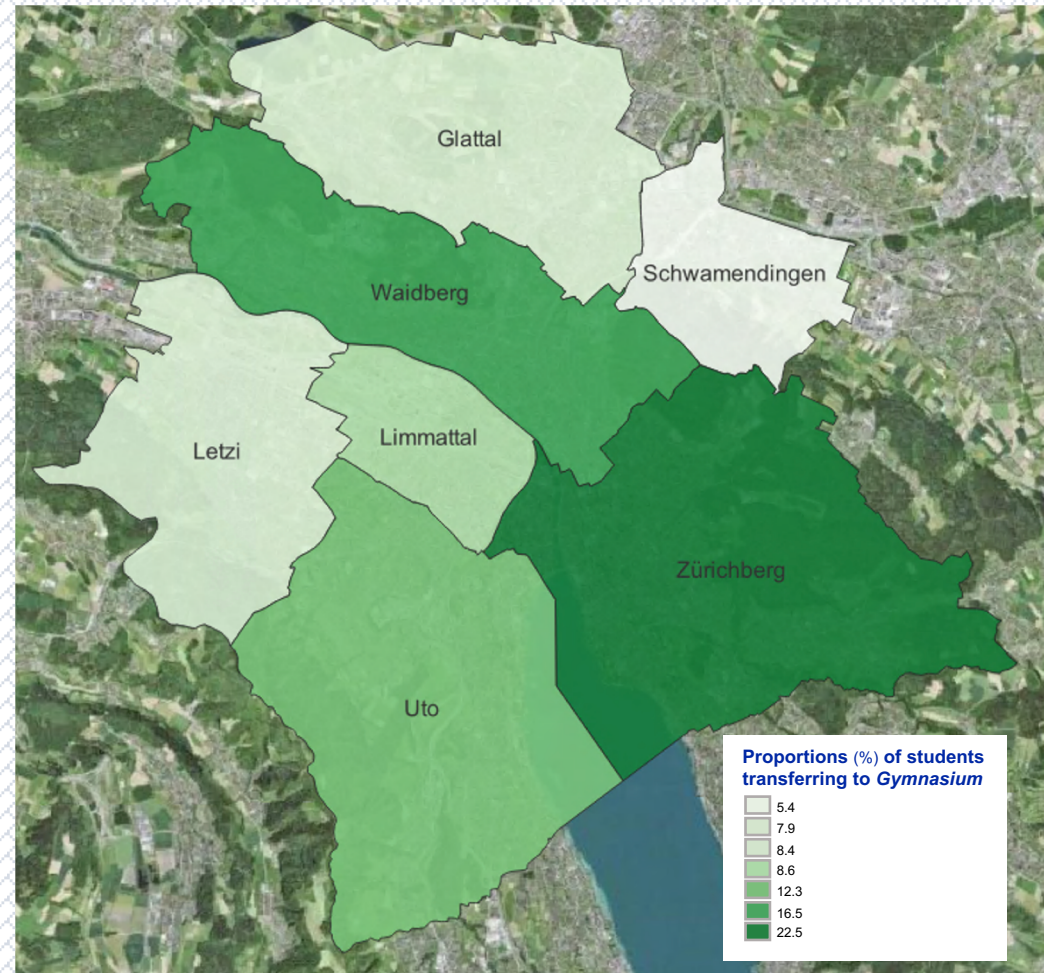 Glattal
Schwamendingen
Waidberg
Limmattal
Letzi
Zürichberg
Uto
Proportions (%) of students
transferring to Gymnasium
5.4
7.9
8.4
8.6
12.3
16.5
22.5